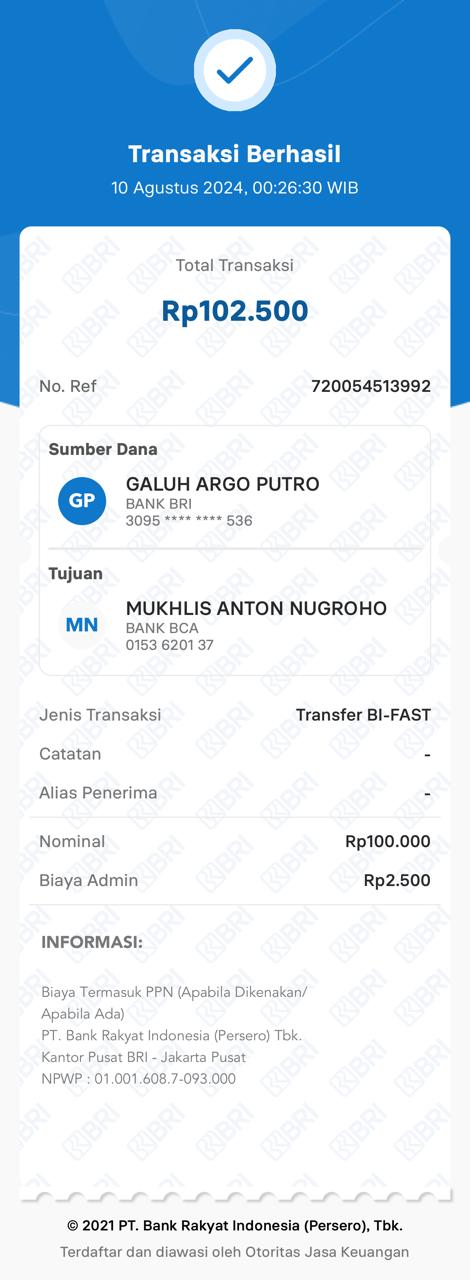 Transaksi Berhasil
10 Agustus 2024, 00:26:30 WIB
Total Transaksi
Rp102.500
No. Ref 720054513992
Sumber Dana
GP
GALUH ARGO PUTRO
BANK BRI
3095 **** **** 536
Tujuan
MN
MUKHLIS ANTON NUGROHO
BANK BCA
0153 6201 37
Jenis Transaksi Transfer BI-FAST
Catatan -
Alias Penerima -
Nominal Rp100.000
Biaya Admin Rp2.500
INFORMASI:
Biaya Termasuk PPN (Apabila Dikenakan/
Apabila Ada)
PT. Bank Rakyat Indonesia (Persero) Tbk.
Kantor Pusat BRI - Jakarta Pusat
NPWP : 01.001.608.7-093.000
© 2021 PT. Bank Rakyat Indonesia (Persero), Tbk.
Terdaftar dan diawasi oleh Otoritas Jasa Keuangan